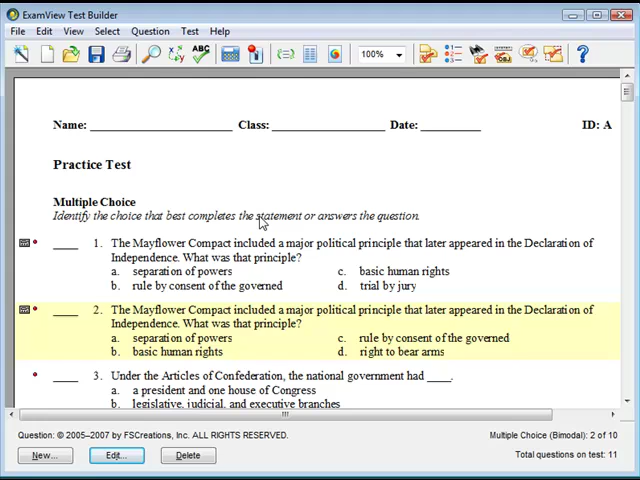 ExamView Test Builder
File Edit View Select Question Test Help
ABC 100% OBJ
Name: Class: Date: ID: A
Practice Test
Multiple Choice
Identify the choice that best completes the statement or answers the question.
1. The Mayflower Compact included a major political principle that later appeared in the Declaration of
Independence. What was that principle?
a. separation of powers c. basic human rights
b. rule by consent of the governed d. trial by jury
2. The Mayflower Compact included a major political principle that later appeared in the Declaration of
Independence. What was that principle?
a. separation of powers c. rule by consent of the governed
b. basic human rights d. right to bear arms
3. Under the Articles of Confederation, the national government had ____.
a. a president and one house of Congress
b. legislative, judicial, and executive branches
Question: © 2005-2007 by FSCreations, Inc. ALL RIGHTS RESERVED. Multiple Choice (Bimodal): 2 of 10
New... Edit... Delete Total questions on test: 11